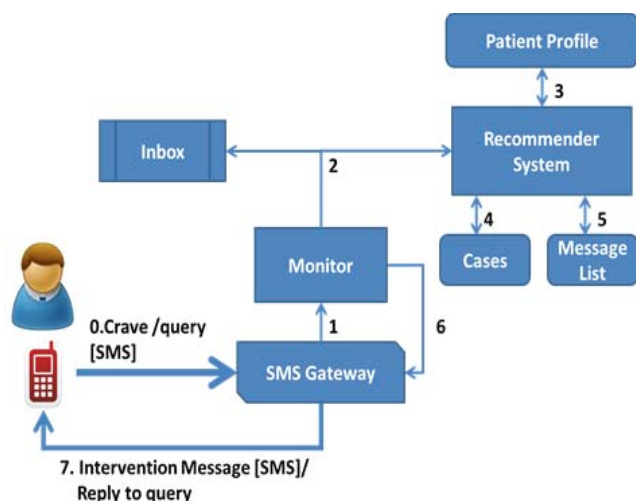 Patient Profile
3
Inbox
2
Recommender
System
4
5
Monitor
Cases
Message
List
0.Crave /query
[SMS]
1
6
SMS Gateway
7. Intervention Message [SMS]/
Reply to query